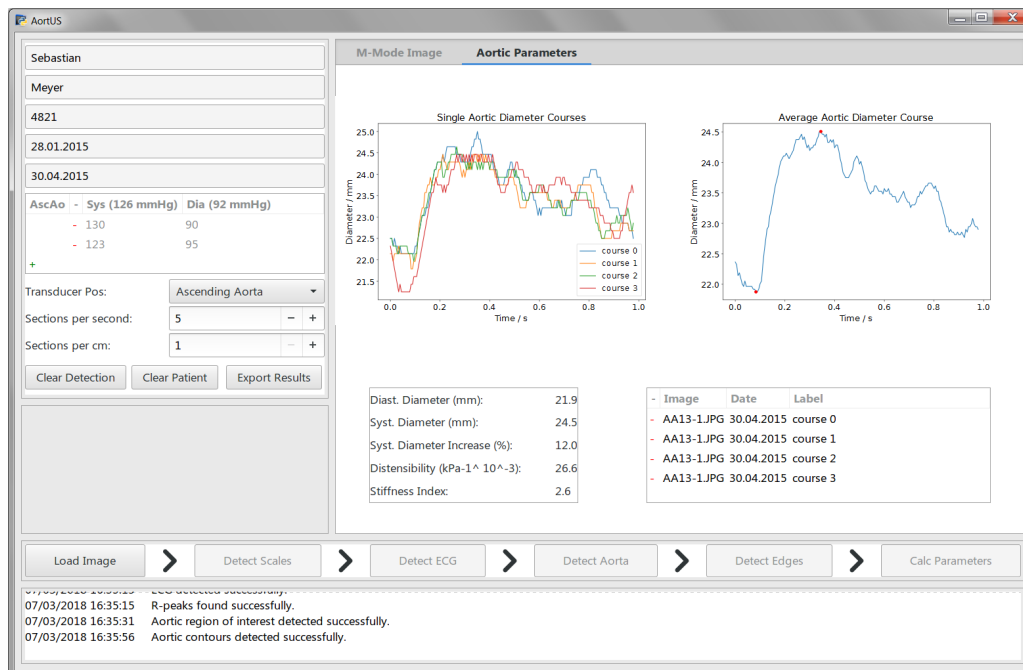 AortUS
Sebastian
Meyer
4821
28.01.2015
30.04.2015
AscAo - Sys (126 mmHg) Dia (92 mmHg)
- 130 90
- 123 95
+
Transducer Pos: Ascending Aorta
Sections per second: 5 − +
Sections per cm: 1 − +
Clear Detection Clear Patient Export Results
M-Mode Image Aortic Parameters
Single Aortic Diameter Courses
Diameter / mm
25.0
24.5
24.0
23.5
23.0
22.5
22.0
21.5
0.0 0.2 0.4 0.6 0.8 1.0
Time / s
course 0
course 1
course 2
course 3
Average Aortic Diameter Course
Diameter / mm
24.5
24.0
23.5
23.0
22.5
22.0
0.0 0.2 0.4 0.6 0.8 1.0
Time / s
Diast. Diameter (mm): 21.9
Syst. Diameter (mm): 24.5
Syst. Diameter Increase (%): 12.0
Distensibility (kPa-1^ 10^-3): 26.6
Stiffness Index: 2.6
- Image Date Label
- AA13-1.JPG 30.04.2015 course 0
- AA13-1.JPG 30.04.2015 course 1
- AA13-1.JPG 30.04.2015 course 2
- AA13-1.JPG 30.04.2015 course 3
Load Image Detect Scales Detect ECG Detect Aorta Detect Edges Calc Parameters
07/03/2018 16:35:15 ECG detected successfully.
07/03/2018 16:35:15 R-peaks found successfully.
07/03/2018 16:35:31 Aortic region of interest detected successfully.
07/03/2018 16:35:56 Aortic contours detected successfully.